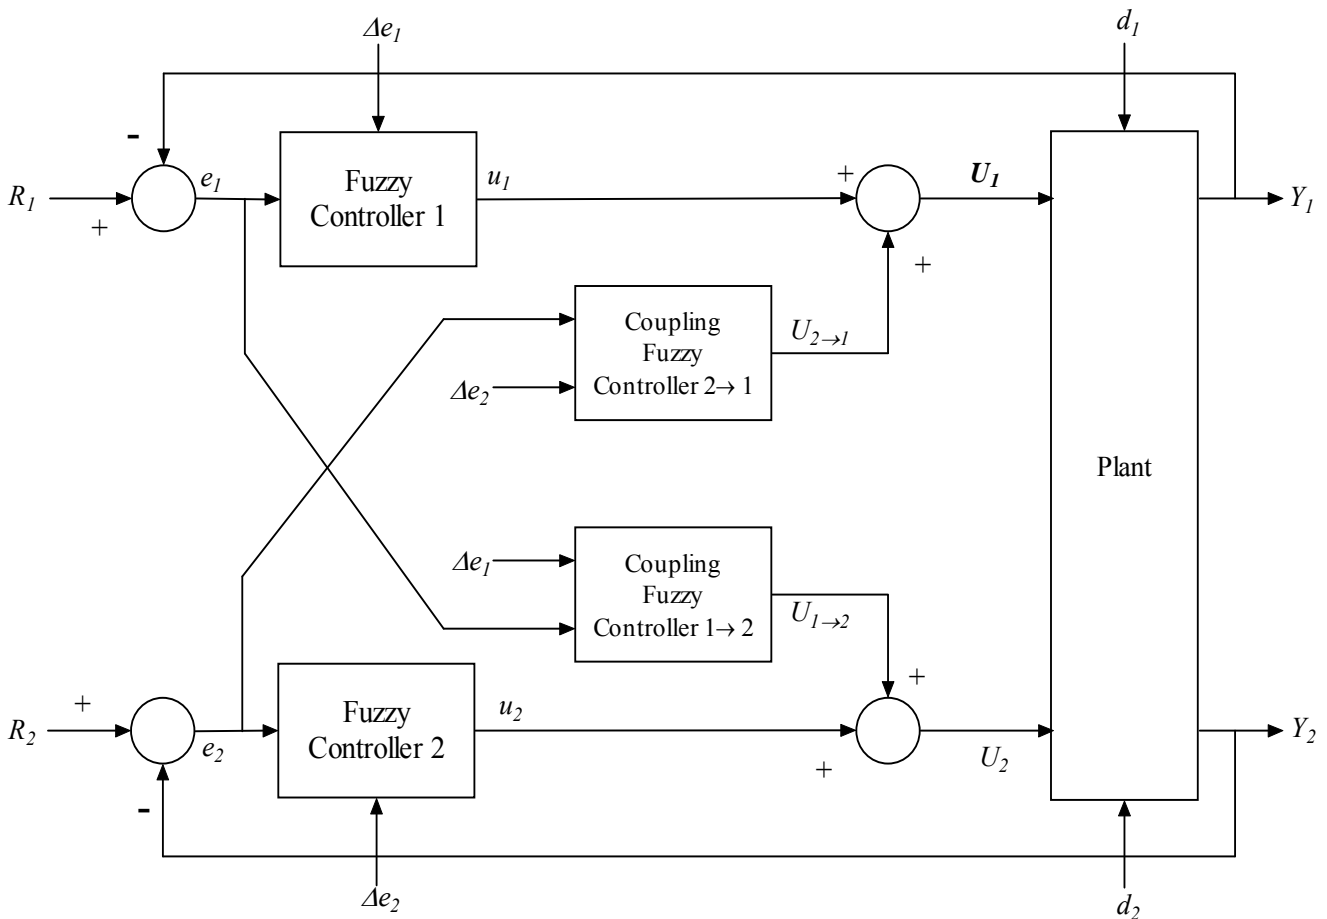 Δe1
d1
-
R1
+
e1
Fuzzy
Controller 1
u1
+
U1
Y1
+
Coupling
Fuzzy
Controller 2→1
U2→1
Δe2
Plant
Δe1
Coupling
Fuzzy
Controller 1→2
U1→2
+
R2
+
e2
Fuzzy
Controller 2
u2
+
U2
Y2
-
Δe2
d2